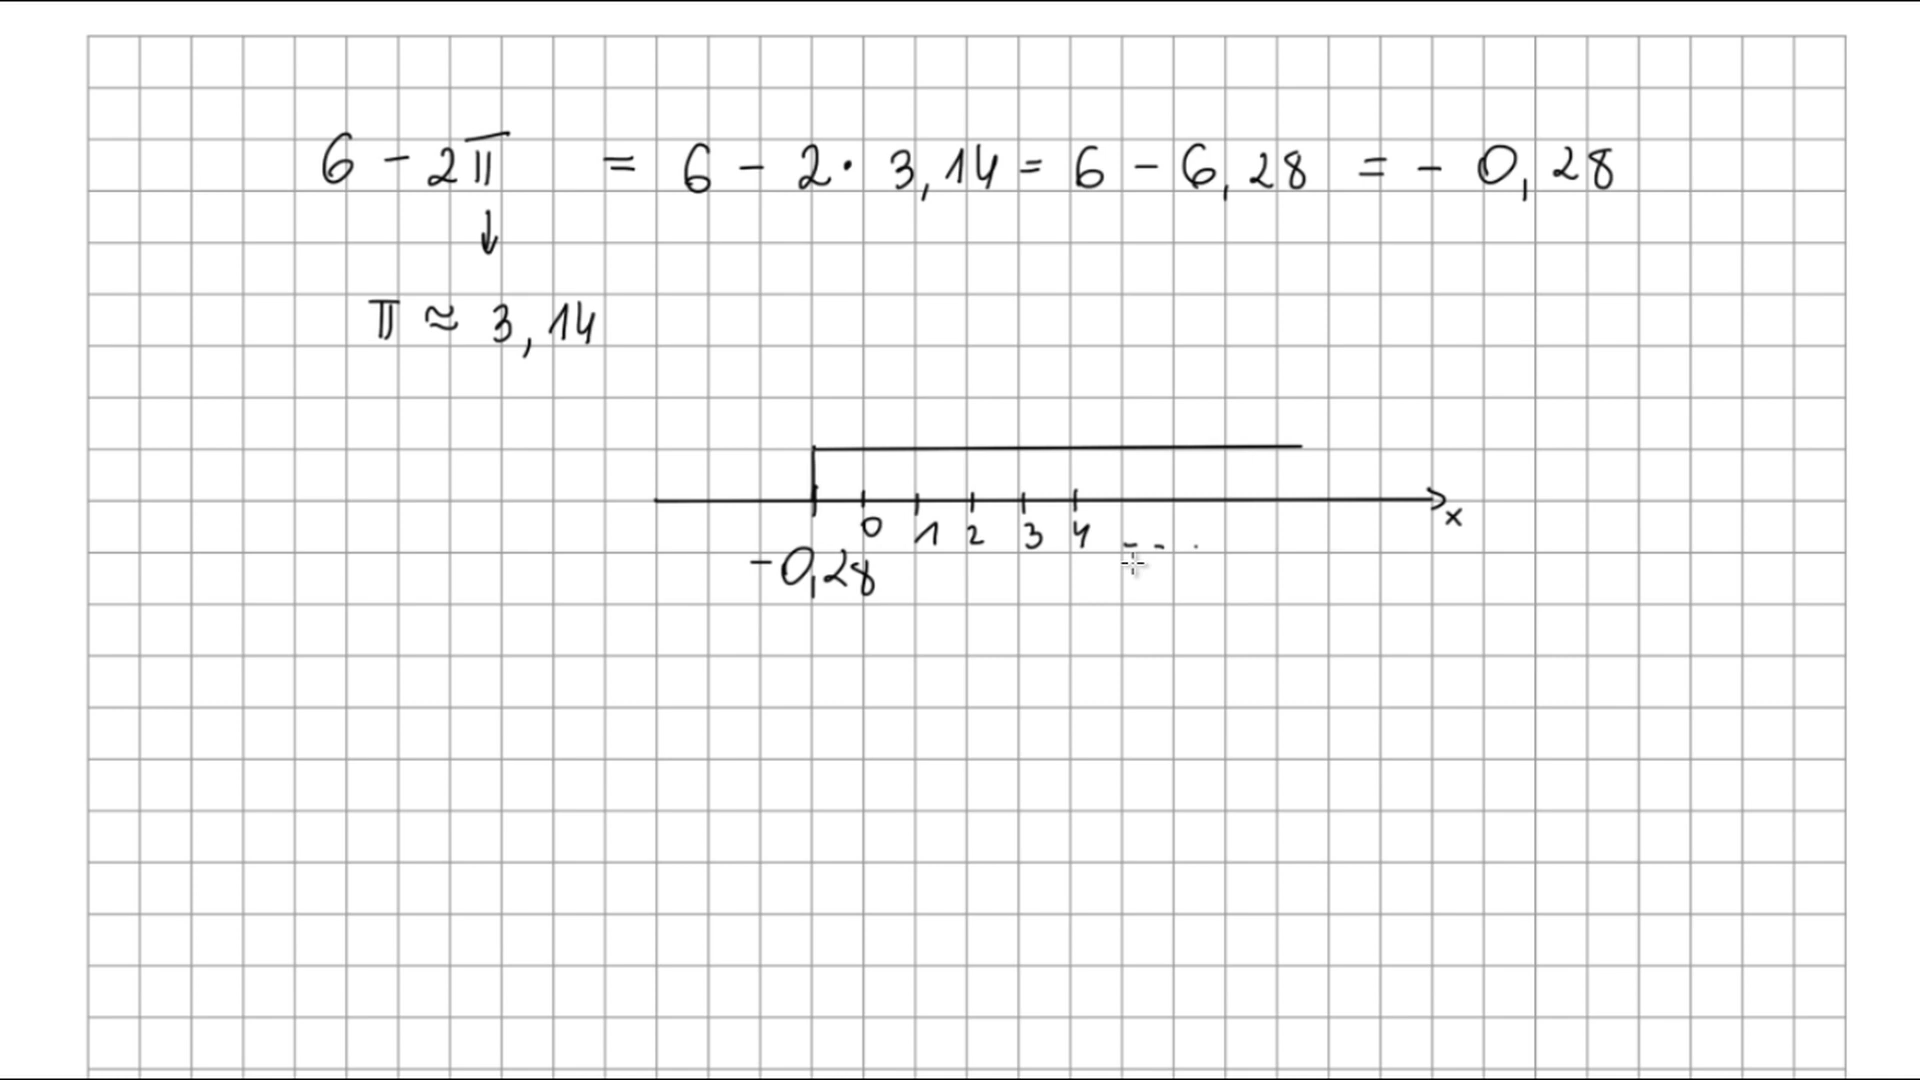 6 - 2π = 6 - 2· 3,14 = 6 - 6,28 = - 0,28
↓
π ≈ 3,14
0 1 2 3 4 - - . x
-0,28